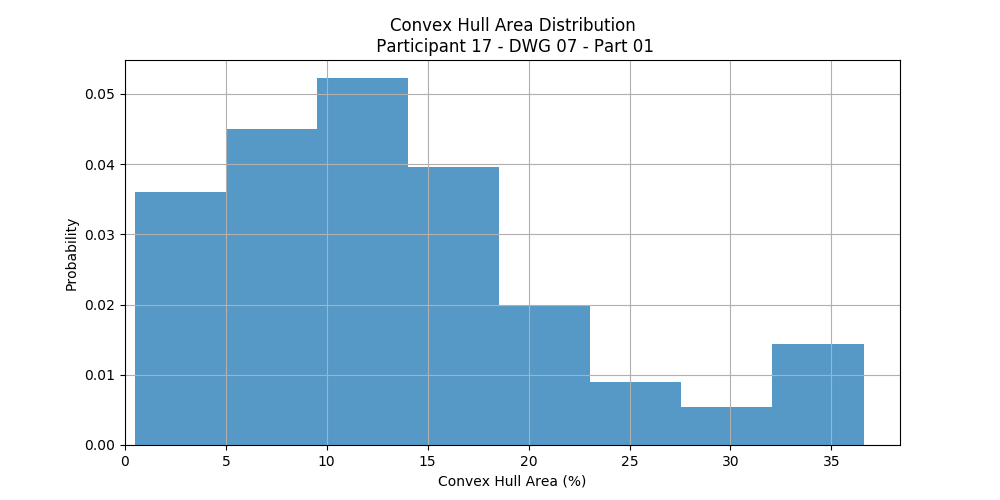 Convex Hull Area Distribution
Participant 17 - DWG 07 - Part 01
0.05
0.04
0.03
0.02
0.01
0.00
Probability
0 5 10 15 20 25 30 35
Convex Hull Area (%)